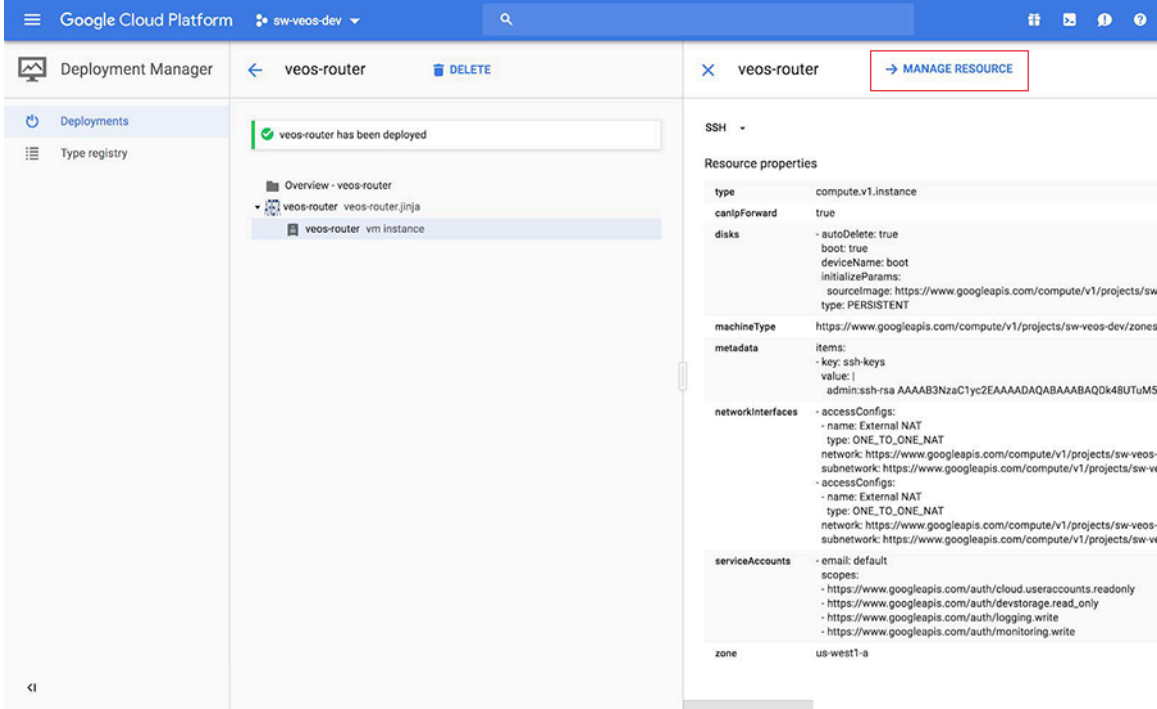 Google Cloud Platform
sw-veos-dev
Deployment Manager
veos-router
DELETE
veos-router
MANAGE RESOURCE
Deployments
Type registry
veos-router has been deployed
Overview - veos-router
veos-router veos-router.jinja
veos-router vm instance
SSH
Resource properties
type compute.v1.instance
canIpForward true
disks - autoDelete: true
boot: true
deviceName: boot
initializeParams:
sourceImage: https://www.googleapis.com/compute/v1/projects/sw
type: PERSISTENT
machineType https://www.googleapis.com/compute/v1/projects/sw-veos-dev/zones
metadata items:
- key: ssh-keys
value: |
admin:ssh-rsa AAAAB3NzaC1yc2EAAAADAQABAAABAQDk48UTuM5
networkInterfaces - accessConfigs:
- name: External NAT
type: ONE_TO_ONE_NAT
network: https://www.googleapis.com/compute/v1/projects/sw-veos-
subnetwork: https://www.googleapis.com/compute/v1/projects/sw-ve
- accessConfigs:
- name: External NAT
type: ONE_TO_ONE_NAT
network: https://www.googleapis.com/compute/v1/projects/sw-veos-
subnetwork: https://www.googleapis.com/compute/v1/projects/sw-ve
serviceAccounts - email: default
scopes:
- https://www.googleapis.com/auth/cloud.useraccounts.readonly
- https://www.googleapis.com/auth/devstorage.read_only
- https://www.googleapis.com/auth/logging.write
- https://www.googleapis.com/auth/monitoring.write
zone us-west1-a